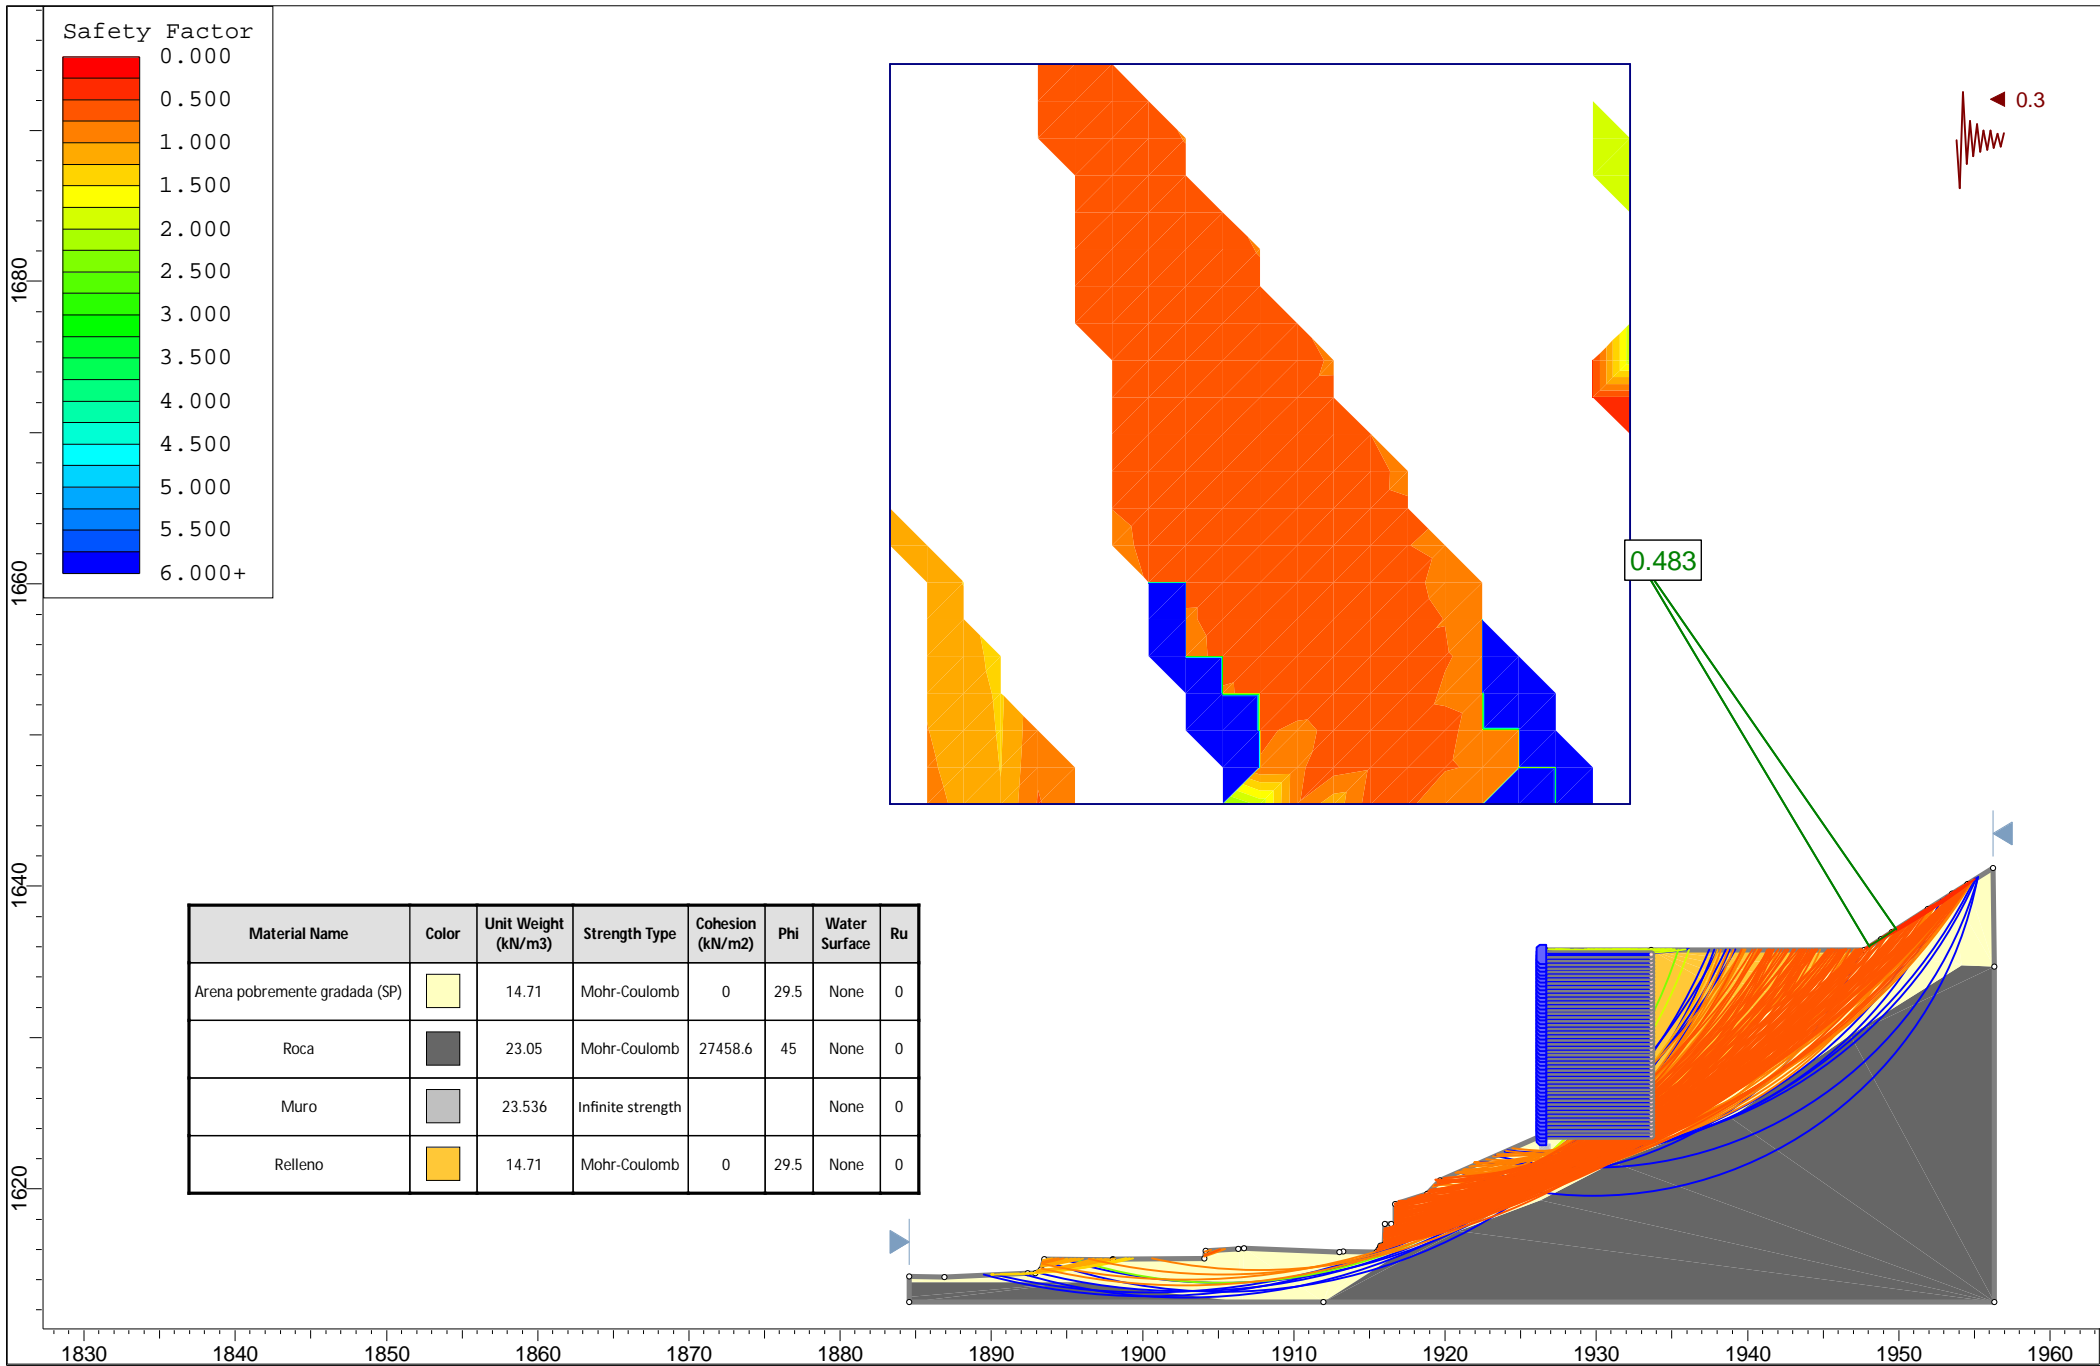 Safety Factor
0.000
0.500
1.000
1.500
2.000
2.500
3.000
3.500
4.000
4.500
5.000
5.500
6.000+
0.3
0.483
1680
1660
1640
1620
Material Name Color Unit Weight (kN/m3) Strength Type Cohesion (kN/m2) Phi Water Surface Ru
Arena pobremente gradada (SP) 14.71 Mohr-Coulomb 0 29.5 None 0
Roca 23.05 Mohr-Coulomb 27458.6 45 None 0
Muro 23.536 Infinite strength None 0
Relleno 14.71 Mohr-Coulomb 0 29.5 None 0
1830 1840 1850 1860 1870 1880 1890 1900 1910 1920 1930 1940 1950 1960